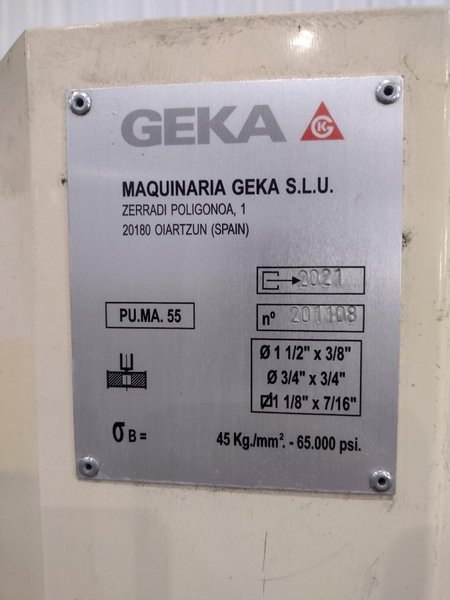 GEKA GK
MAQUINARIA GEKA S.L.U.
ZERRADI POLIGONOA, 1
20180 OIARTZUN (SPAIN)
2021
PU.MA. 55
nº 201108
Ø 1 1/2" x 3/8"
Ø 3/4" x 3/4"
1 1/8" x 7/16"
σ B = 45 Kg./mm². - 65.000 psi.